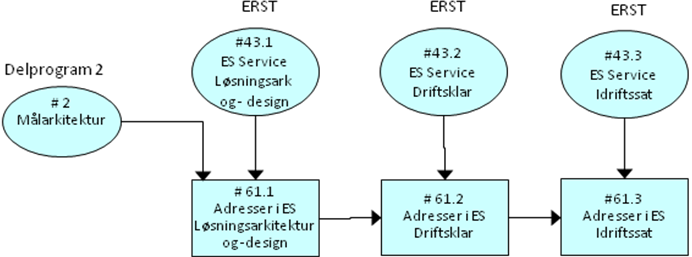 ERST
ERST
ERST
#43.1
ES Service
Løsningsark
og- design
#43.2
ES Service
Driftsklar
#43.3
ES Service
Idriftssat
Delprogram 2
# 2
Målarkitektur
# 61.1
Adresser i ES
Løsningsarkitektur
og-design
# 61.2
Adresser i ES
Driftsklar
# 61.3
Adresser i ES
Idriftssat